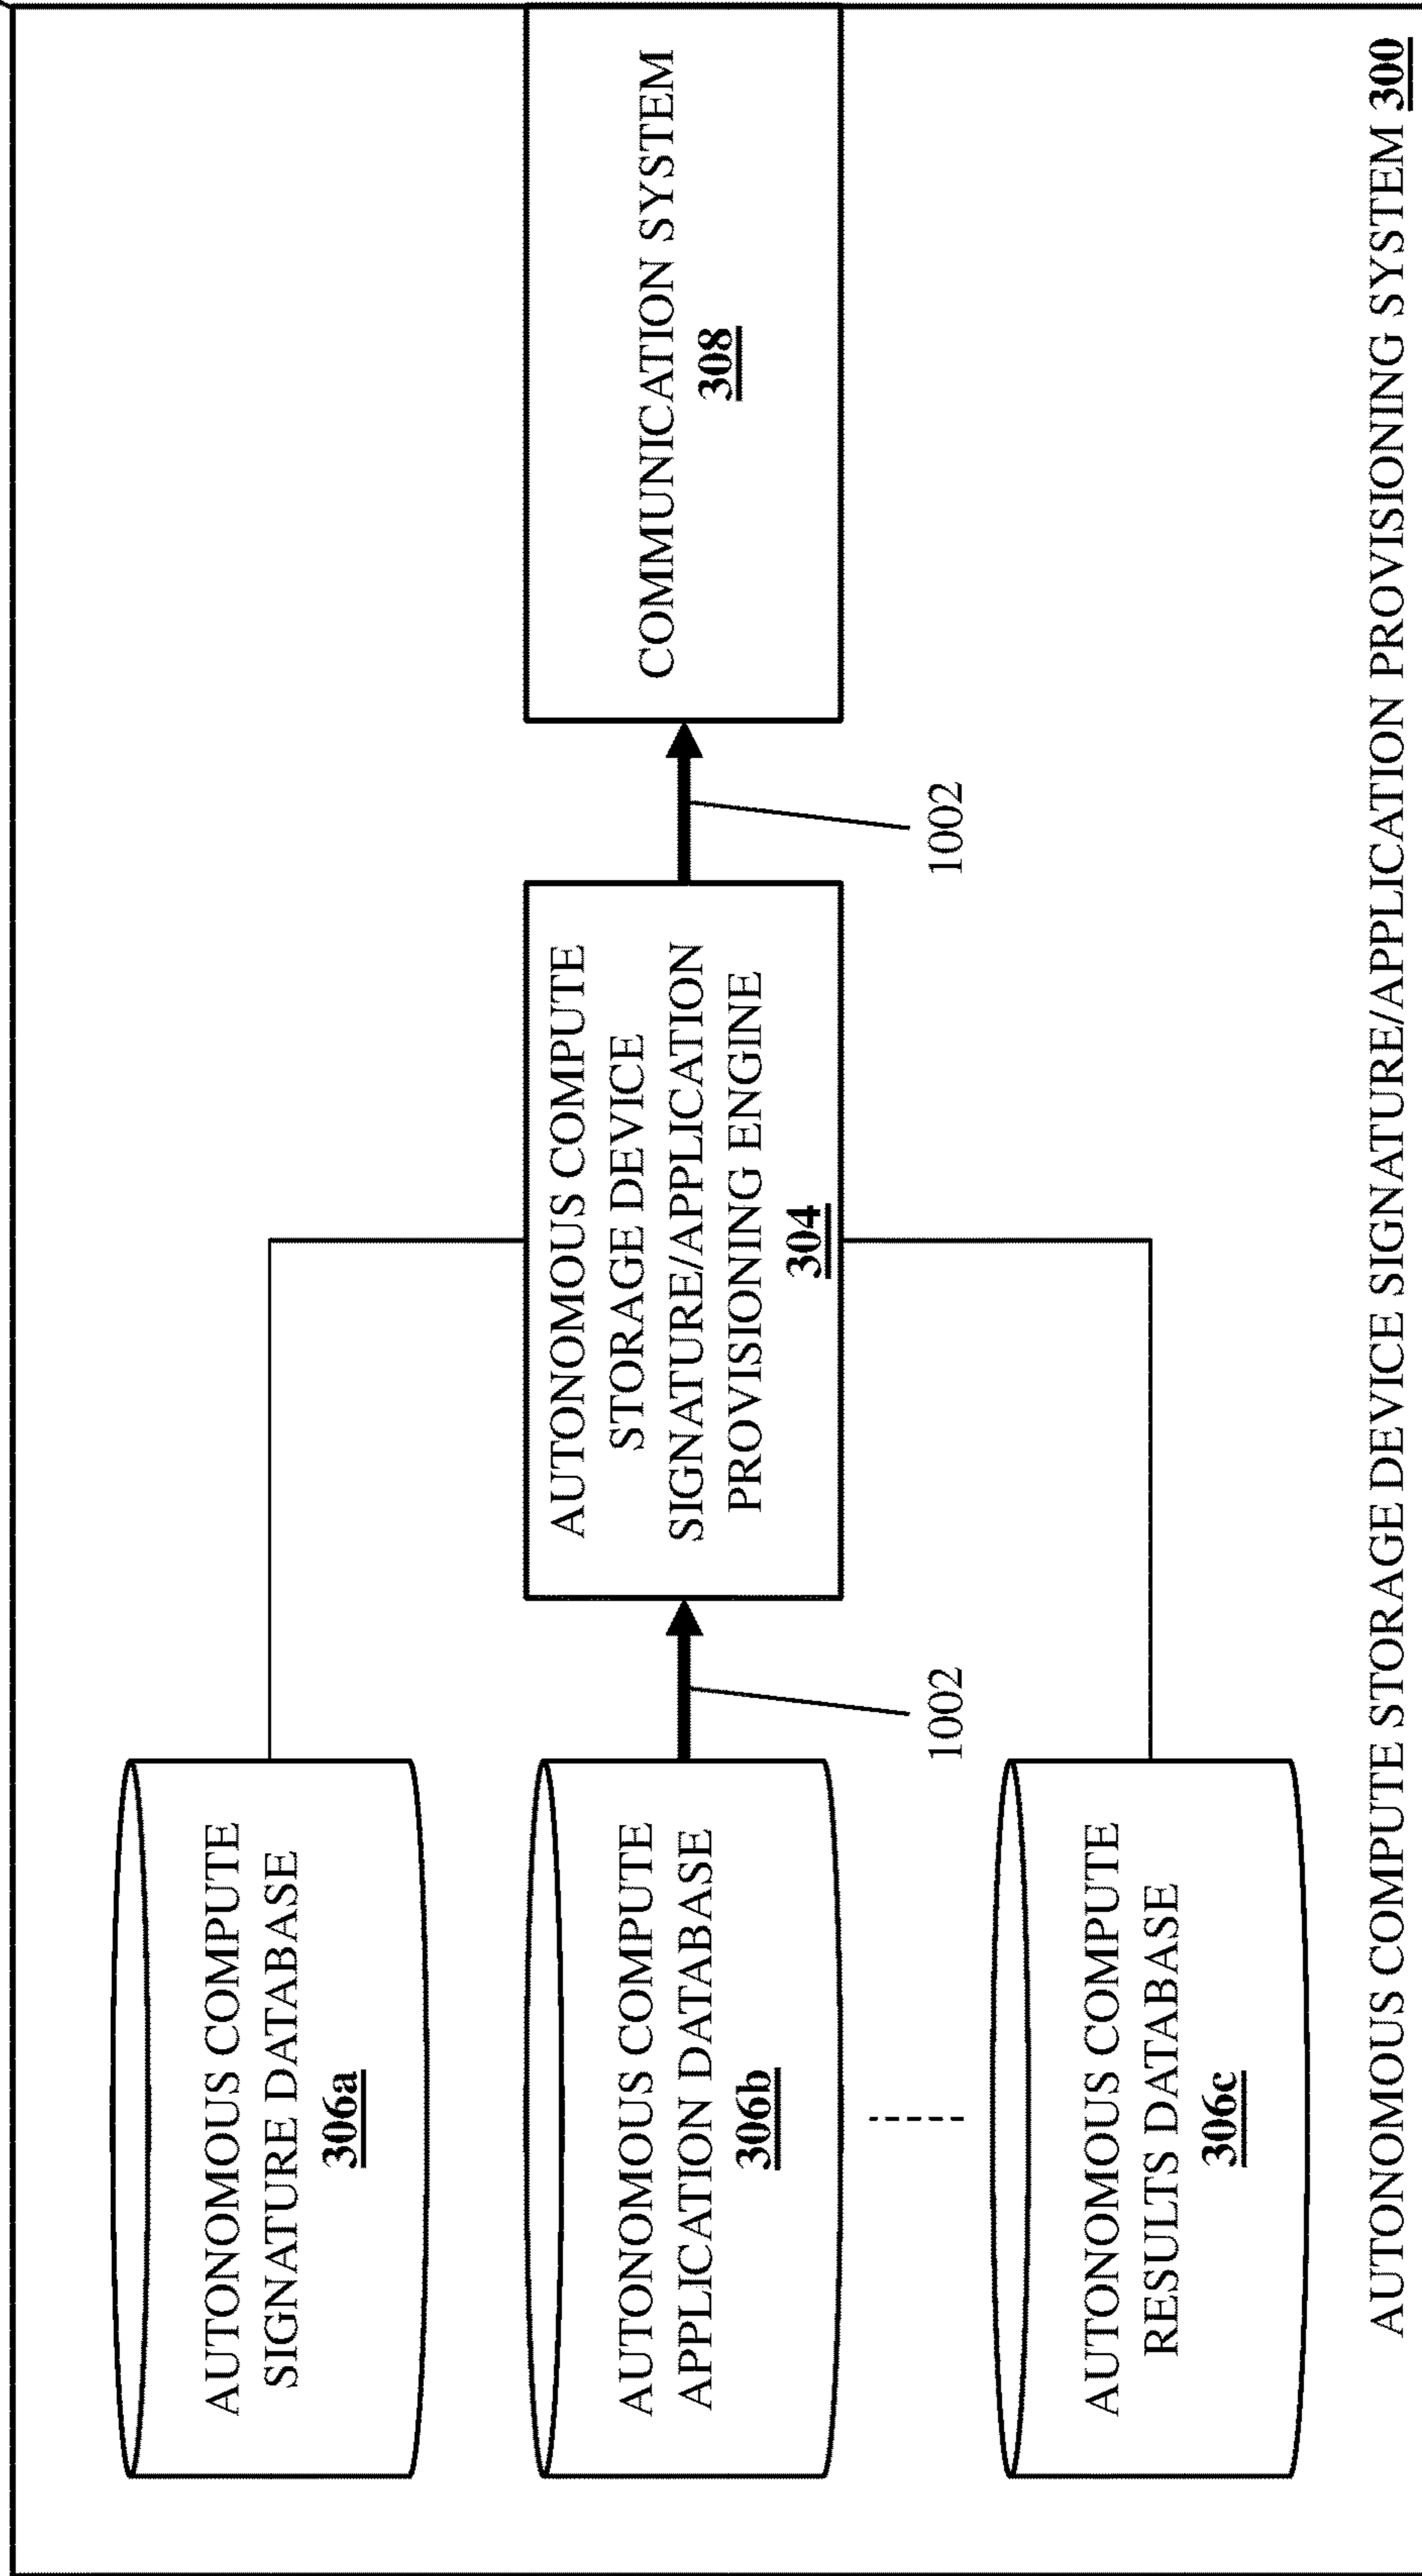 AUTONOMOUS COMPUTE
SIGNATURE DATABASE
306a
AUTONOMOUS COMPUTE
APPLICATION DATABASE
306b
AUTONOMOUS COMPUTE
RESULTS DATABASE
306c
1002
AUTONOMOUS COMPUTE
STORAGE DEVICE
SIGNATURE/APPLICATION
PROVISIONING ENGINE
304
1002
COMMUNICATION SYSTEM
308
AUTONOMOUS COMPUTE STORAGE DEVICE SIGNATURE/APPLICATION PROVISIONING SYSTEM 300